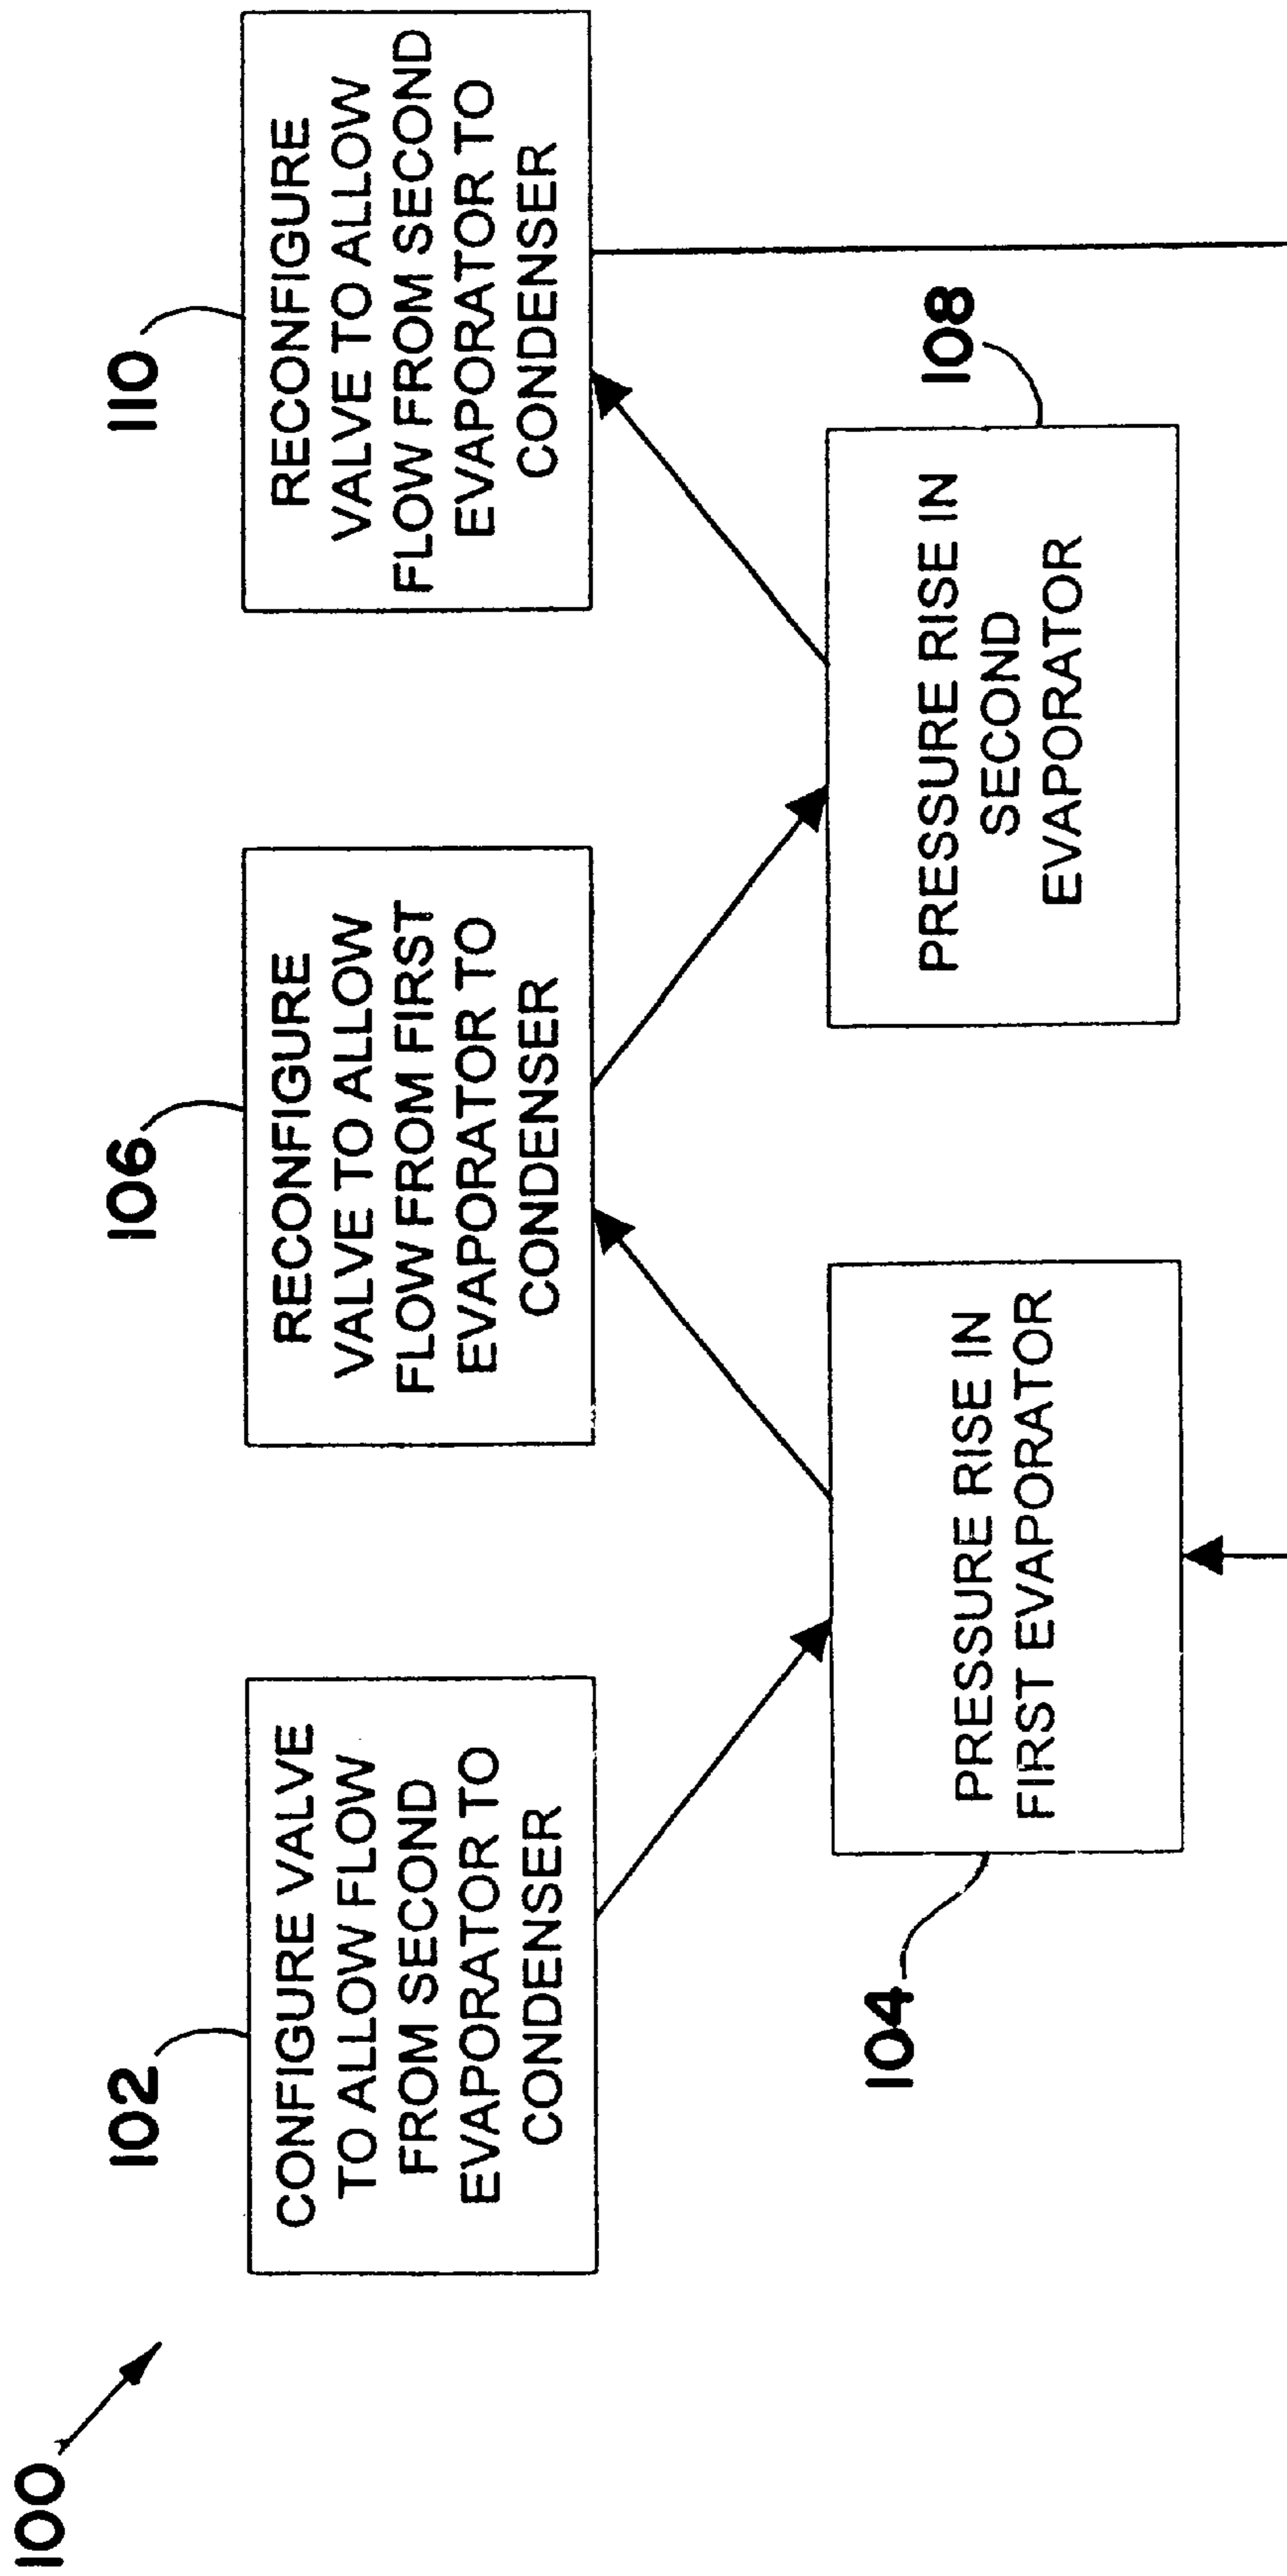 100
102
CONFIGURE VALVE
TO ALLOW FLOW
FROM SECOND
EVAPORATOR TO
CONDENSER
104
PRESSURE RISE IN
FIRST EVAPORATOR
106
RECONFIGURE
VALVE TO ALLOW
FLOW FROM FIRST
EVAPORATOR TO
CONDENSER
108
PRESSURE RISE IN
SECOND
EVAPORATOR
110
RECONFIGURE
VALVE TO ALLOW
FLOW FROM SECOND
EVAPORATOR TO
CONDENSER